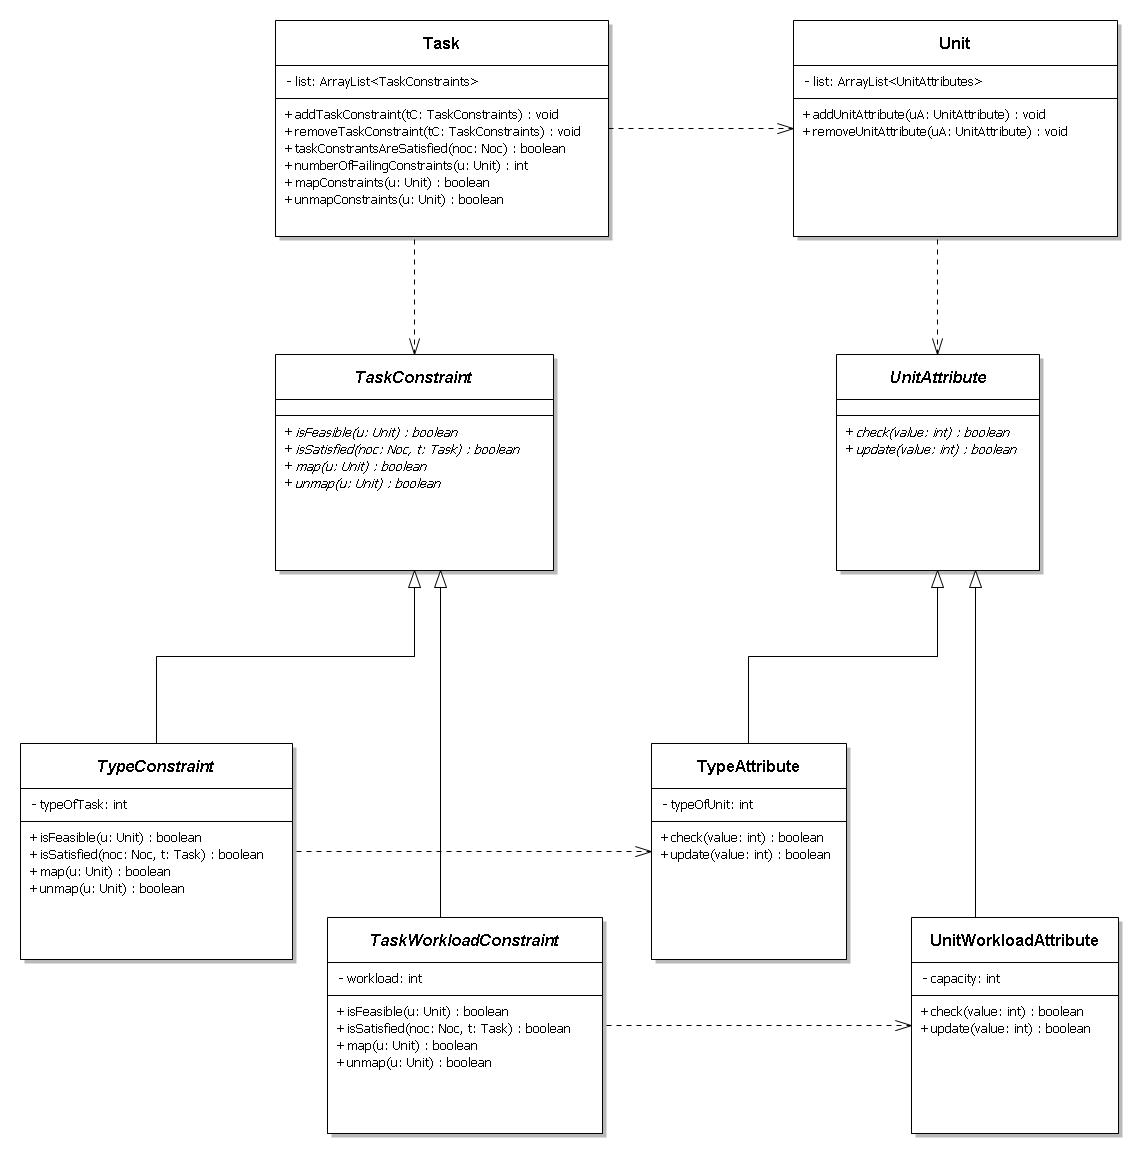 Task
- list: ArrayList<TaskConstraints>
+ addTaskConstraint(tC: TaskConstraints) : void
+ removeTaskConstraint(tC: TaskConstraints) : void
+ taskConstrantsAreSatisfied(noc: Noc) : boolean
+ numberOfFailingConstraints(u: Unit) : int
+ mapConstraints(u: Unit) : boolean
+ unmapConstraints(u: Unit) : boolean
Unit
- list: ArrayList<UnitAttributes>
+ addUnitAttribute(uA: UnitAttribute) : void
+ removeUnitAttribute(uA: UnitAttribute) : void
TaskConstraint
+ isFeasible(u: Unit) : boolean
+ isSatisfied(noc: Noc, t: Task) : boolean
+ map(u: Unit) : boolean
+ unmap(u: Unit) : boolean
UnitAttribute
+ check(value: int) : boolean
+ update(value: int) : boolean
TypeConstraint
- typeOfTask: int
+ isFeasible(u: Unit) : boolean
+ isSatisfied(noc: Noc, t: Task) : boolean
+ map(u: Unit) : boolean
+ unmap(u: Unit) : boolean
TypeAttribute
- typeOfUnit: int
+ check(value: int) : boolean
+ update(value: int) : boolean
TaskWorkloadConstraint
- workload: int
+ isFeasible(u: Unit) : boolean
+ isSatisfied(noc: Noc, t: Task) : boolean
+ map(u: Unit) : boolean
+ unmap(u: Unit) : boolean
UnitWorkloadAttribute
- capacity: int
+ check(value: int) : boolean
+ update(value: int) : boolean